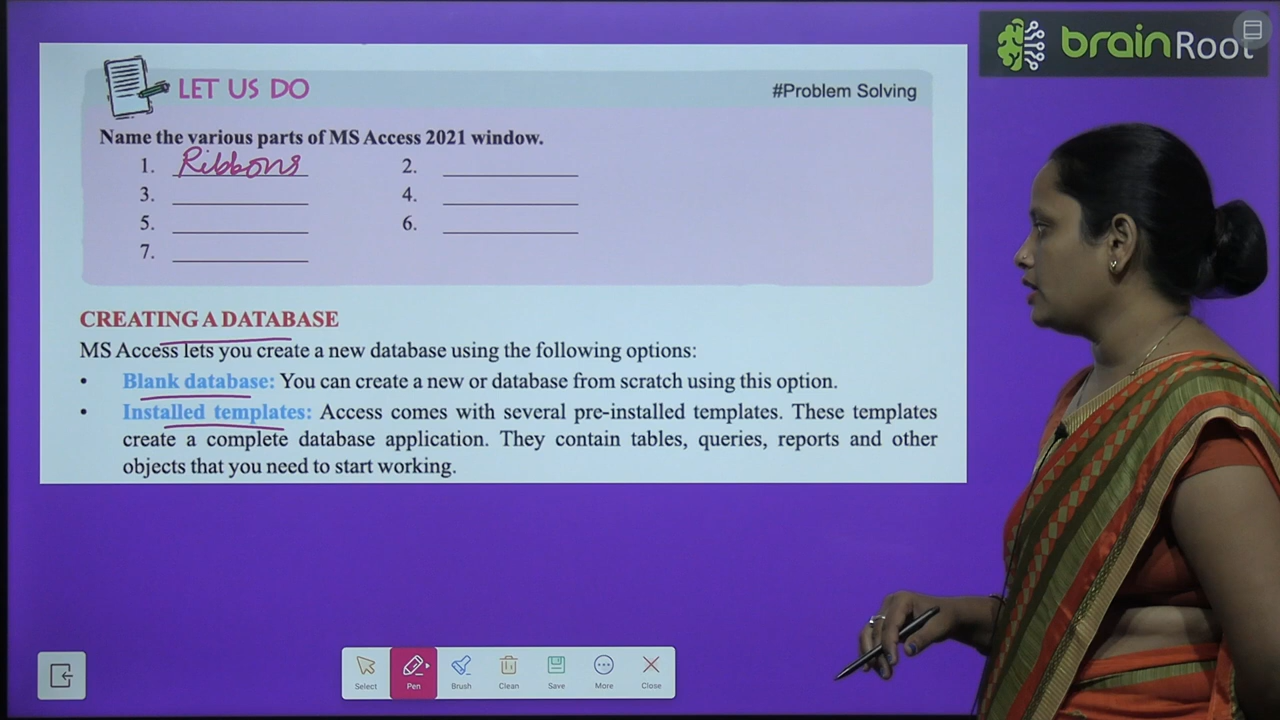 brainRoot
LET US DO
#Problem Solving
Name the various parts of MS Access 2021 window.
1. Ribbons 2.
3. 4.
5. 6.
7.
CREATING A DATABASE
MS Access lets you create a new database using the following options:
• Blank database: You can create a new or database from scratch using this option.
• Installed templates: Access comes with several pre-installed templates. These templates
create a complete database application. They contain tables, queries, reports and other
objects that you need to start working.
Select Pen Brush Clean Save More Close